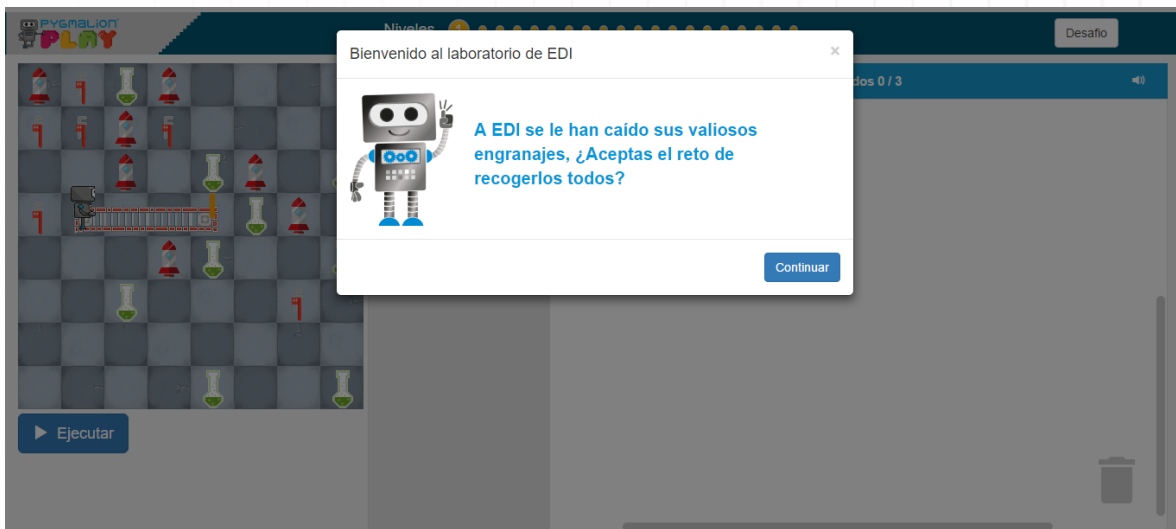 PYGMALION
PLAY
Niveles 1
Desafio
Bienvenido al laboratorio de EDI ×
dos 0 / 3
A EDI se le han caído sus valiosos
engranajes, ¿Aceptas el reto de
recogerlos todos?
Continuar
Ejecutar